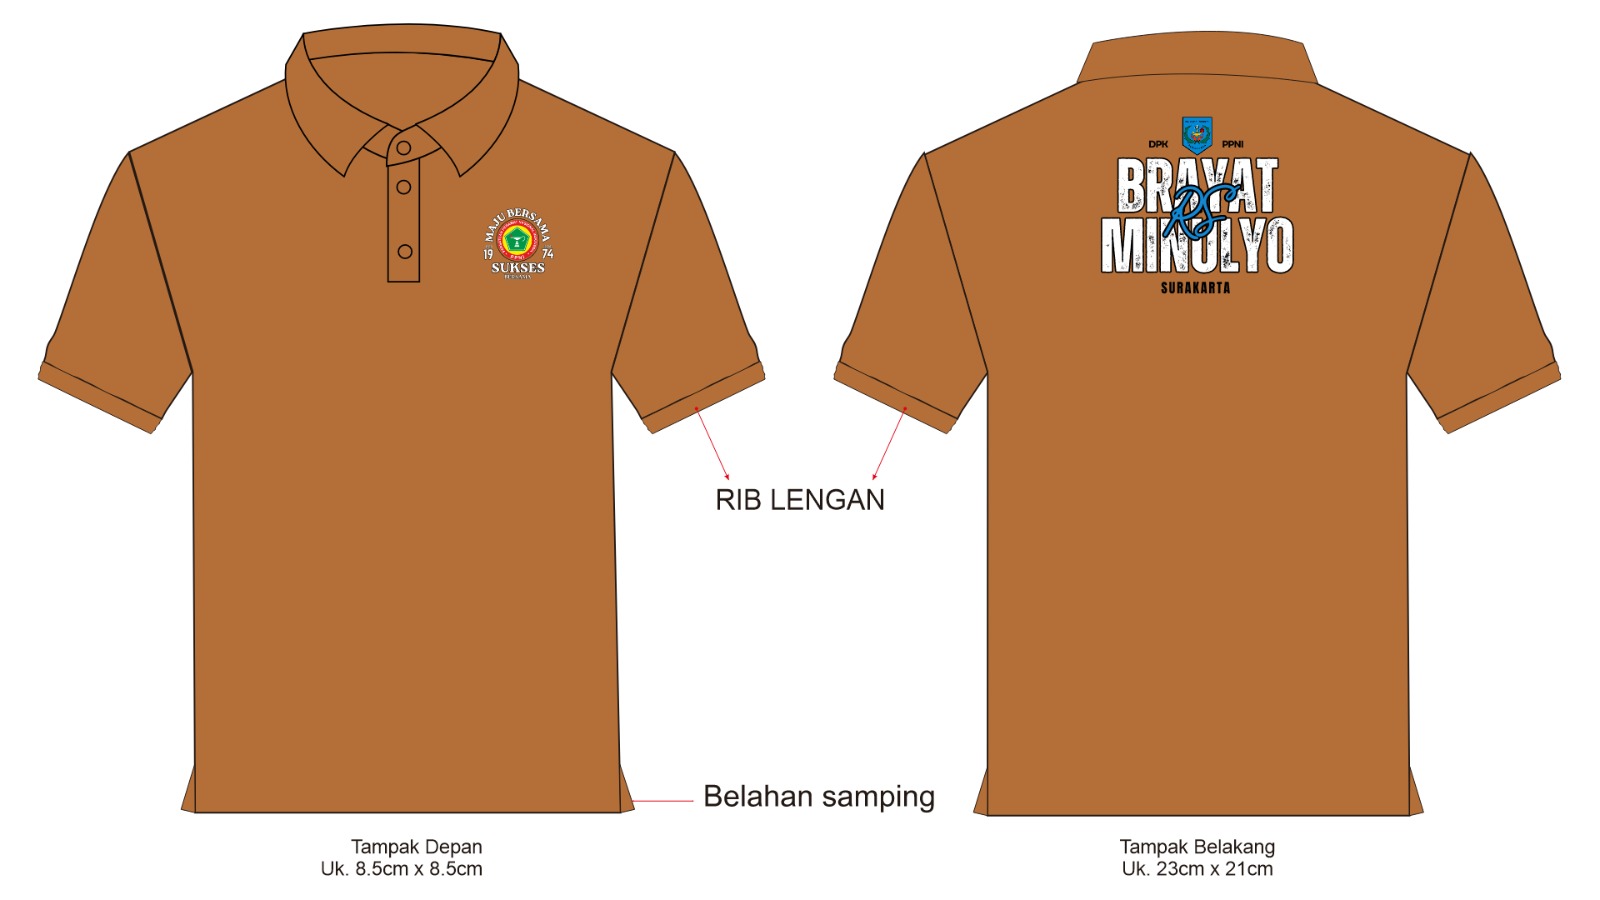 MAJU BERSAMA
19 74
PPNI
SUKSES
BERSAMA
DPK PPNI
BRAYAT
RS
MINULYO
SURAKARTA
RIB LENGAN
Belahan samping
Tampak Depan
Uk. 8.5cm x 8.5cm
Tampak Belakang
Uk. 23cm x 21cm